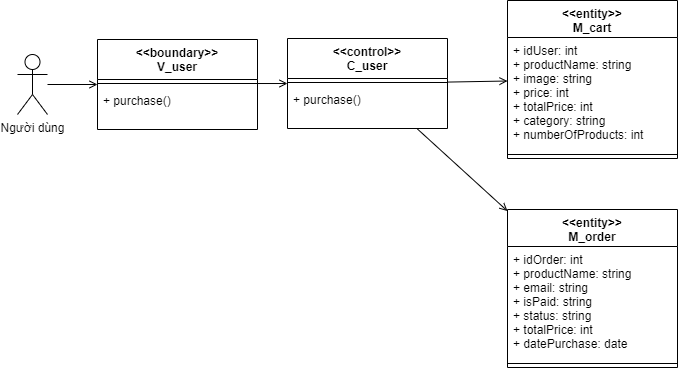 Người dùng
<<boundary>>
V_user
+ purchase()
<<control>>
C_user
+ purchase()
<<entity>>
M_cart
+ idUser: int
+ productName: string
+ image: string
+ price: int
+ totalPrice: int
+ category: string
+ numberOfProducts: int
<<entity>>
M_order
+ idOrder: int
+ productName: string
+ email: string
+ isPaid: string
+ status: string
+ totalPrice: int
+ datePurchase: date